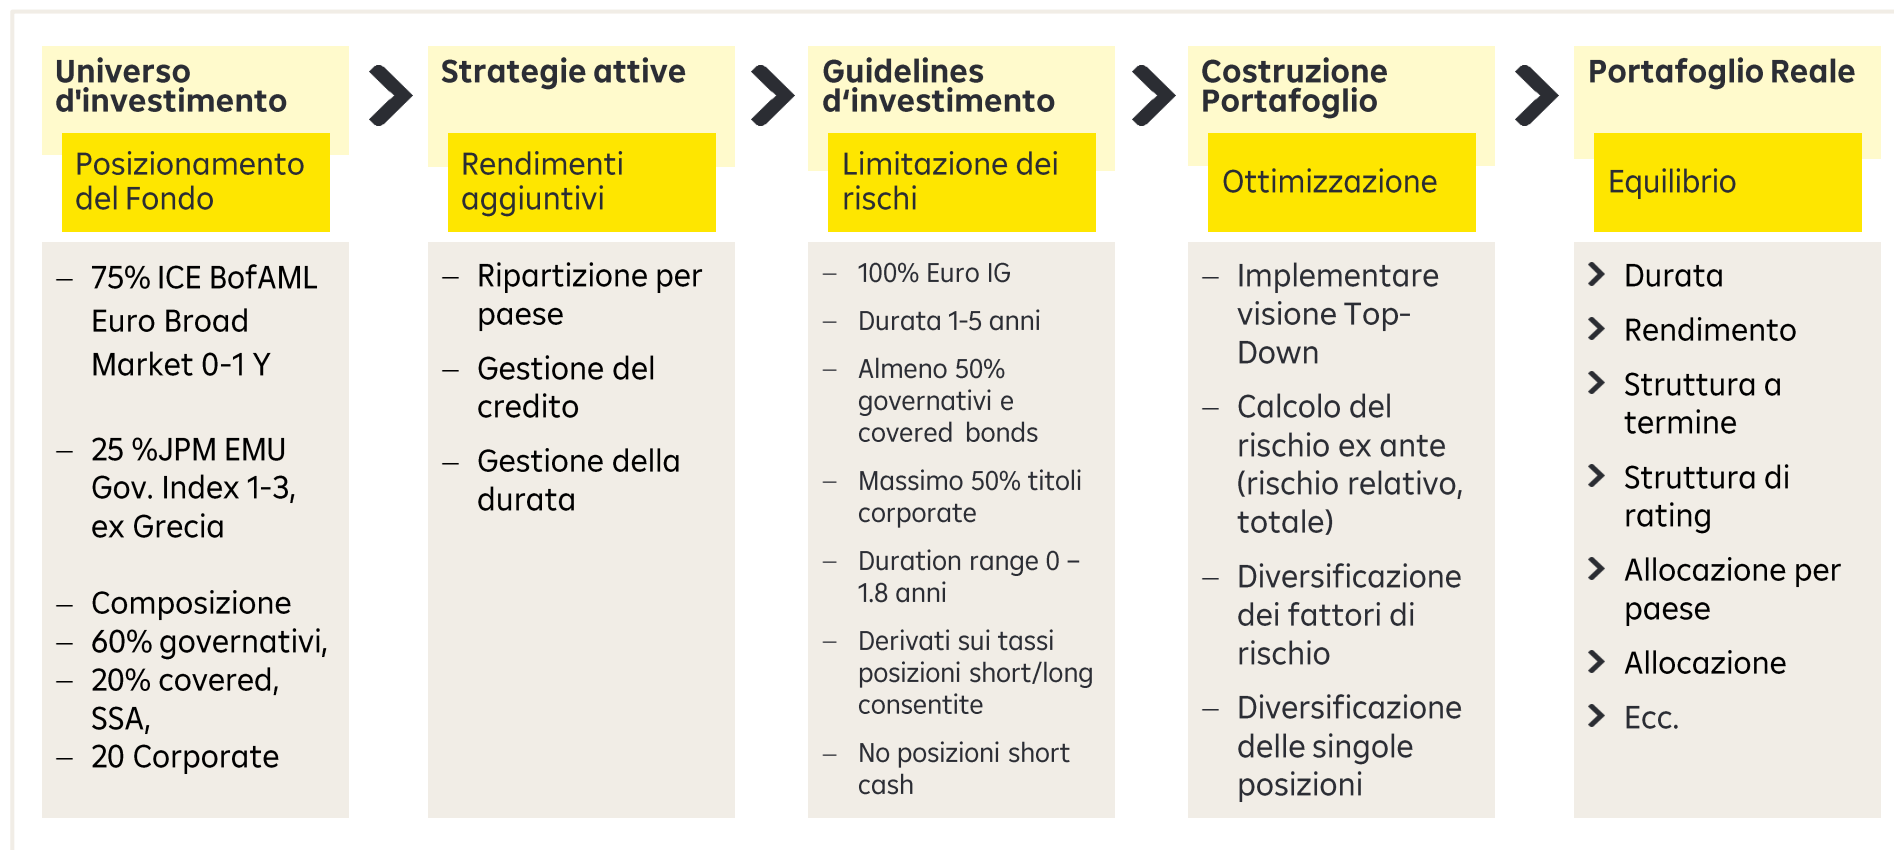 Universo
d'investimento
Posizionamento
del Fondo
– 75% ICE BofAML
Euro Broad
Market 0-1 Y
– 25 %JPM EMU
Gov. Index 1-3,
ex Grecia
– Composizione
– 60% governativi,
– 20% covered,
SSA,
– 20 Corporate
Strategie attive
Rendimenti
aggiuntivi
– Ripartizione per
paese
– Gestione del
credito
– Gestione della
durata
Guidelines
d‘investimento
Limitazione dei
rischi
– 100% Euro IG
– Durata 1-5 anni
– Almeno 50%
governativi e
covered bonds
– Massimo 50% titoli
corporate
– Duration range 0 –
1.8 anni
– Derivati sui tassi
posizioni short/long
consentite
– No posizioni short
cash
Costruzione
Portafoglio
Ottimizzazione
– Implementare
visione Top-
Down
– Calcolo del
rischio ex ante
(rischio relativo,
totale)
– Diversificazione
dei fattori di
rischio
– Diversificazione
delle singole
posizioni
Portafoglio Reale
Equilibrio
Durata
Rendimento
Struttura a
termine
Struttura di
rating
Allocazione per
paese
Allocazione
Ecc.